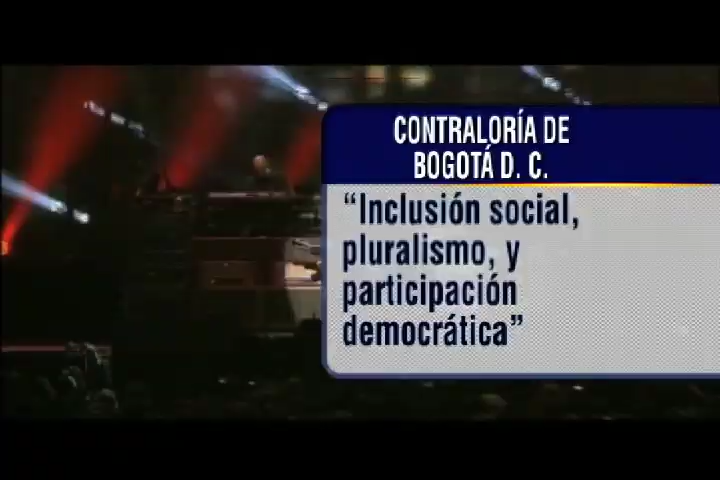 CONTRALORÍA DE
BOGOTÁ D. C.
“Inclusión social,
pluralismo, y
participación
democrática”